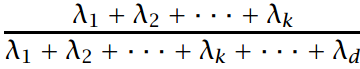 λ₁ + λ₂ + · · · + λₖ
λ₁ + λ₂ + · · · + λₖ + · · · + λ_d